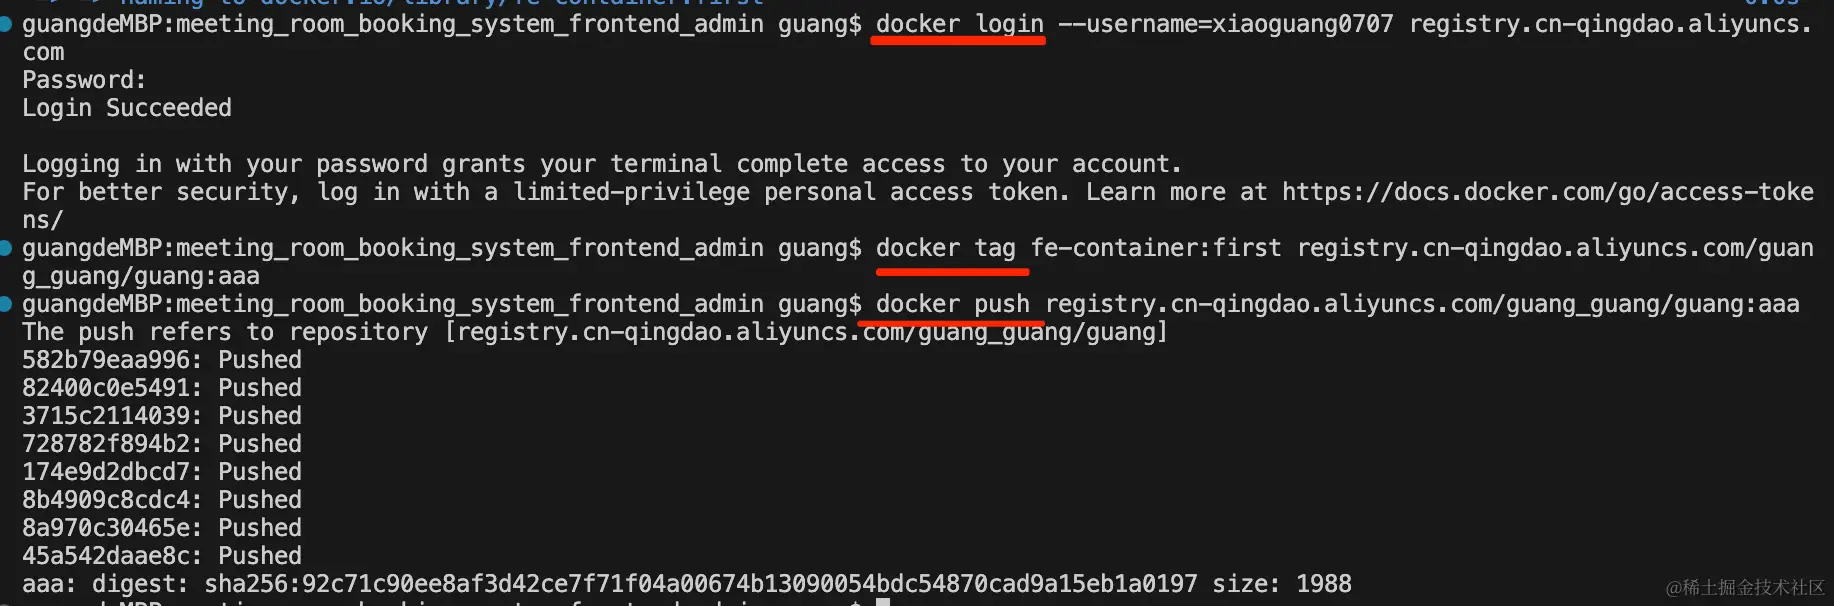 naming to docker.io/library/fe-container:first 0.0s
guangdeMBP:meeting_room_booking_system_frontend_admin guang$ docker login --username=xiaoguang0707 registry.cn-qingdao.aliyuncs.
com
Password:
Login Succeeded
Logging in with your password grants your terminal complete access to your account.
For better security, log in with a limited-privilege personal access token. Learn more at https://docs.docker.com/go/access-toke
ns/
guangdeMBP:meeting_room_booking_system_frontend_admin guang$ docker tag fe-container:first registry.cn-qingdao.aliyuncs.com/guan
g_guang/guang:aaa
guangdeMBP:meeting_room_booking_system_frontend_admin guang$ docker push registry.cn-qingdao.aliyuncs.com/guang_guang/guang:aaa
The push refers to repository [registry.cn-qingdao.aliyuncs.com/guang_guang/guang]
582b79eaa996: Pushed
82400c0e5491: Pushed
3715c2114039: Pushed
728782f894b2: Pushed
174e9d2dbcd7: Pushed
8b4909c8cdc4: Pushed
8a970c30465e: Pushed
45a542daae8c: Pushed
aaa: digest: sha256:92c71c90ee8af3d42ce7f71f04a00674b13090054bdc54870cad9a15eb1a0197 size: 1988
guangdeMBP:meeting_room_booking_system_frontend_admin guang$
@稀土掘金技术社区